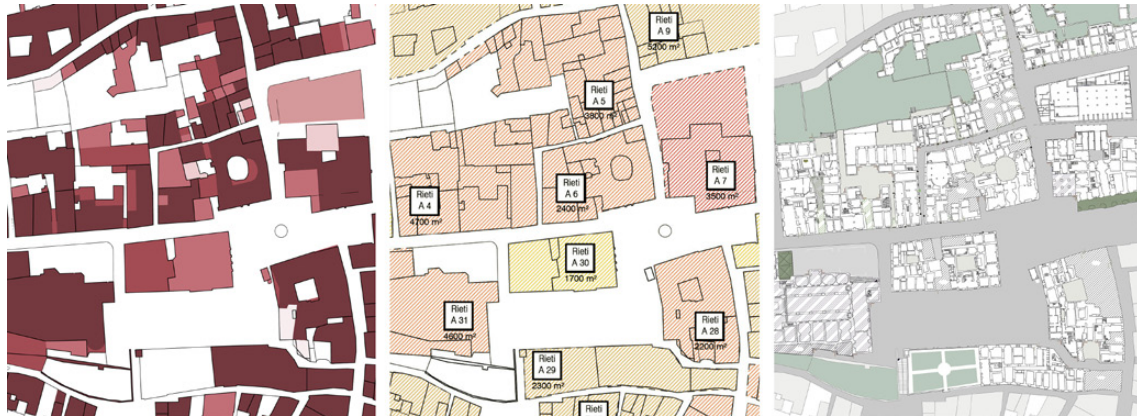 Rieti
A 9
5200 m²
Rieti
A 5
3800 m²
Rieti
A 7
3500 m²
Rieti
A 6
2400 m²
Rieti
A 4
4700 m²
Rieti
A 30
1700 m²
Rieti
A 31
4600 m²
Rieti
A 28
2200 m²
Rieti
A 29
2300 m²
Rieti